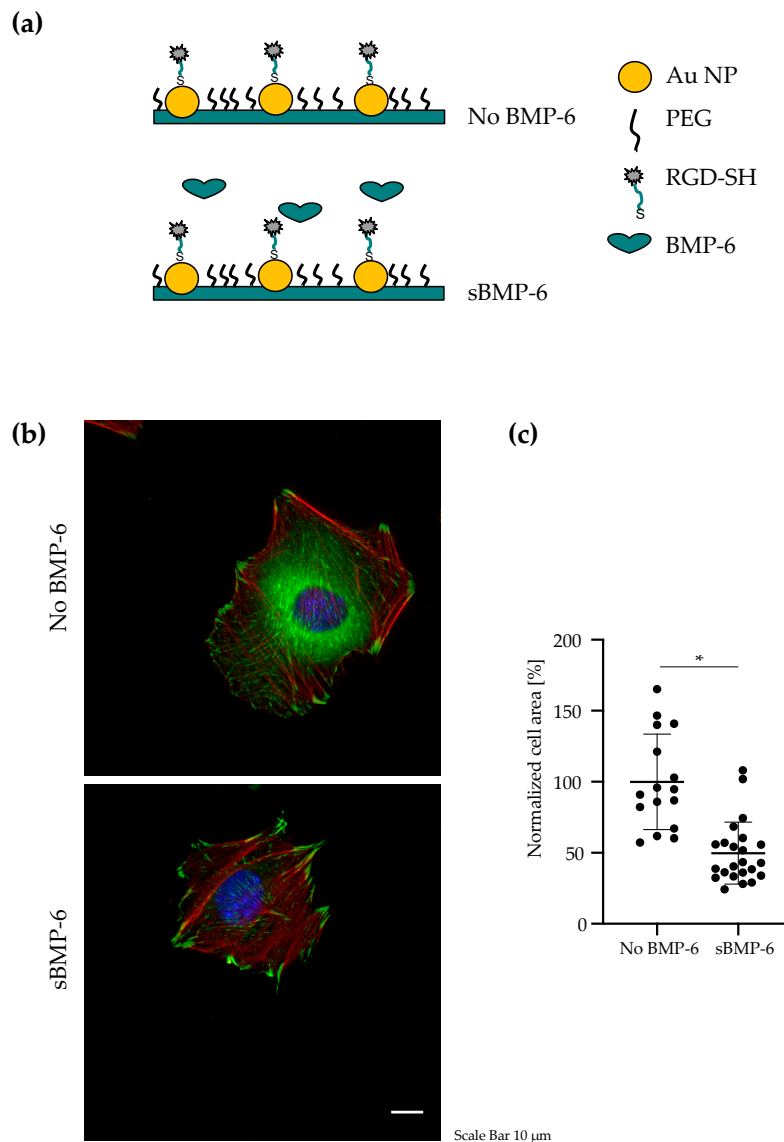 (a)
S
S
S
No BMP-6
S
S
S
sBMP-6
Au NP
PEG
RGD-SH
S
BMP-6
(b)
No BMP-6
sBMP-6
Scale Bar 10 µm
(c)
Normalized cell area [%]
200
150
100
50
0
*
No BMP-6
sBMP-6